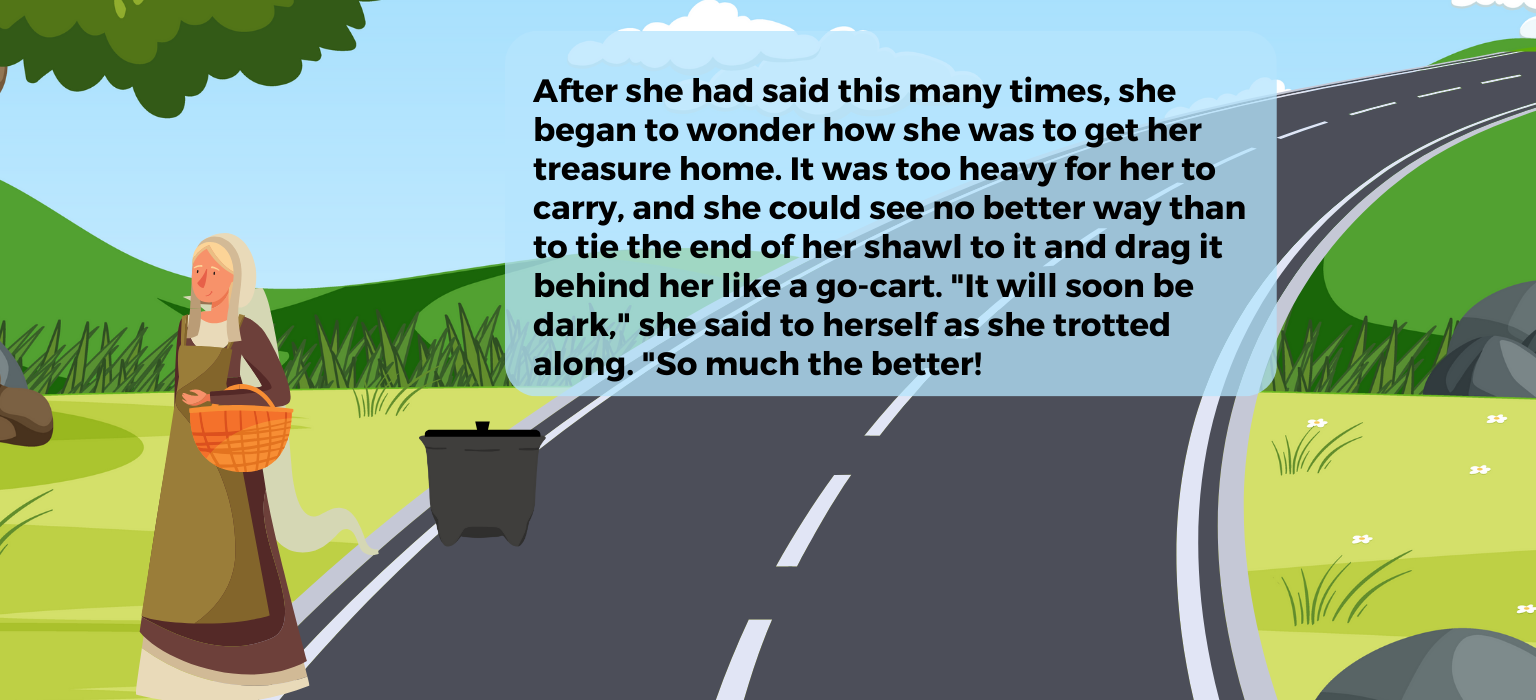 After she had said this many times, she
began to wonder how she was to get her
treasure home. It was too heavy for her to
carry, and she could see no better way than
to tie the end of her shawl to it and drag it
behind her like a go-cart. "It will soon be
dark," she said to herself as she trotted
along. "So much the better!